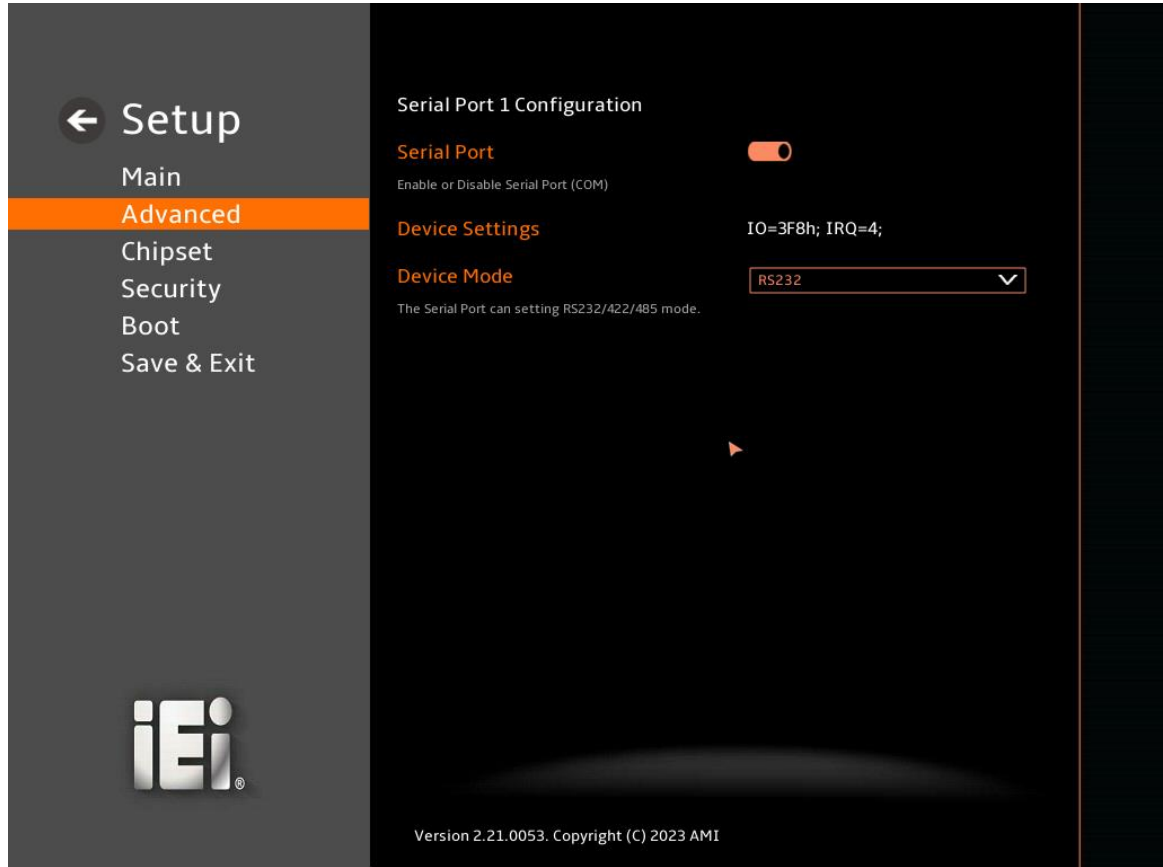 Setup
Main
Advanced
Chipset
Security
Boot
Save & Exit
Serial Port 1 Configuration
Serial Port
Enable or Disable Serial Port (COM)
Device Settings IO=3F8h; IRQ=4;
Device Mode RS232
The Serial Port can setting RS232/422/485 mode.
iEi®
Version 2.21.0053. Copyright (C) 2023 AMI